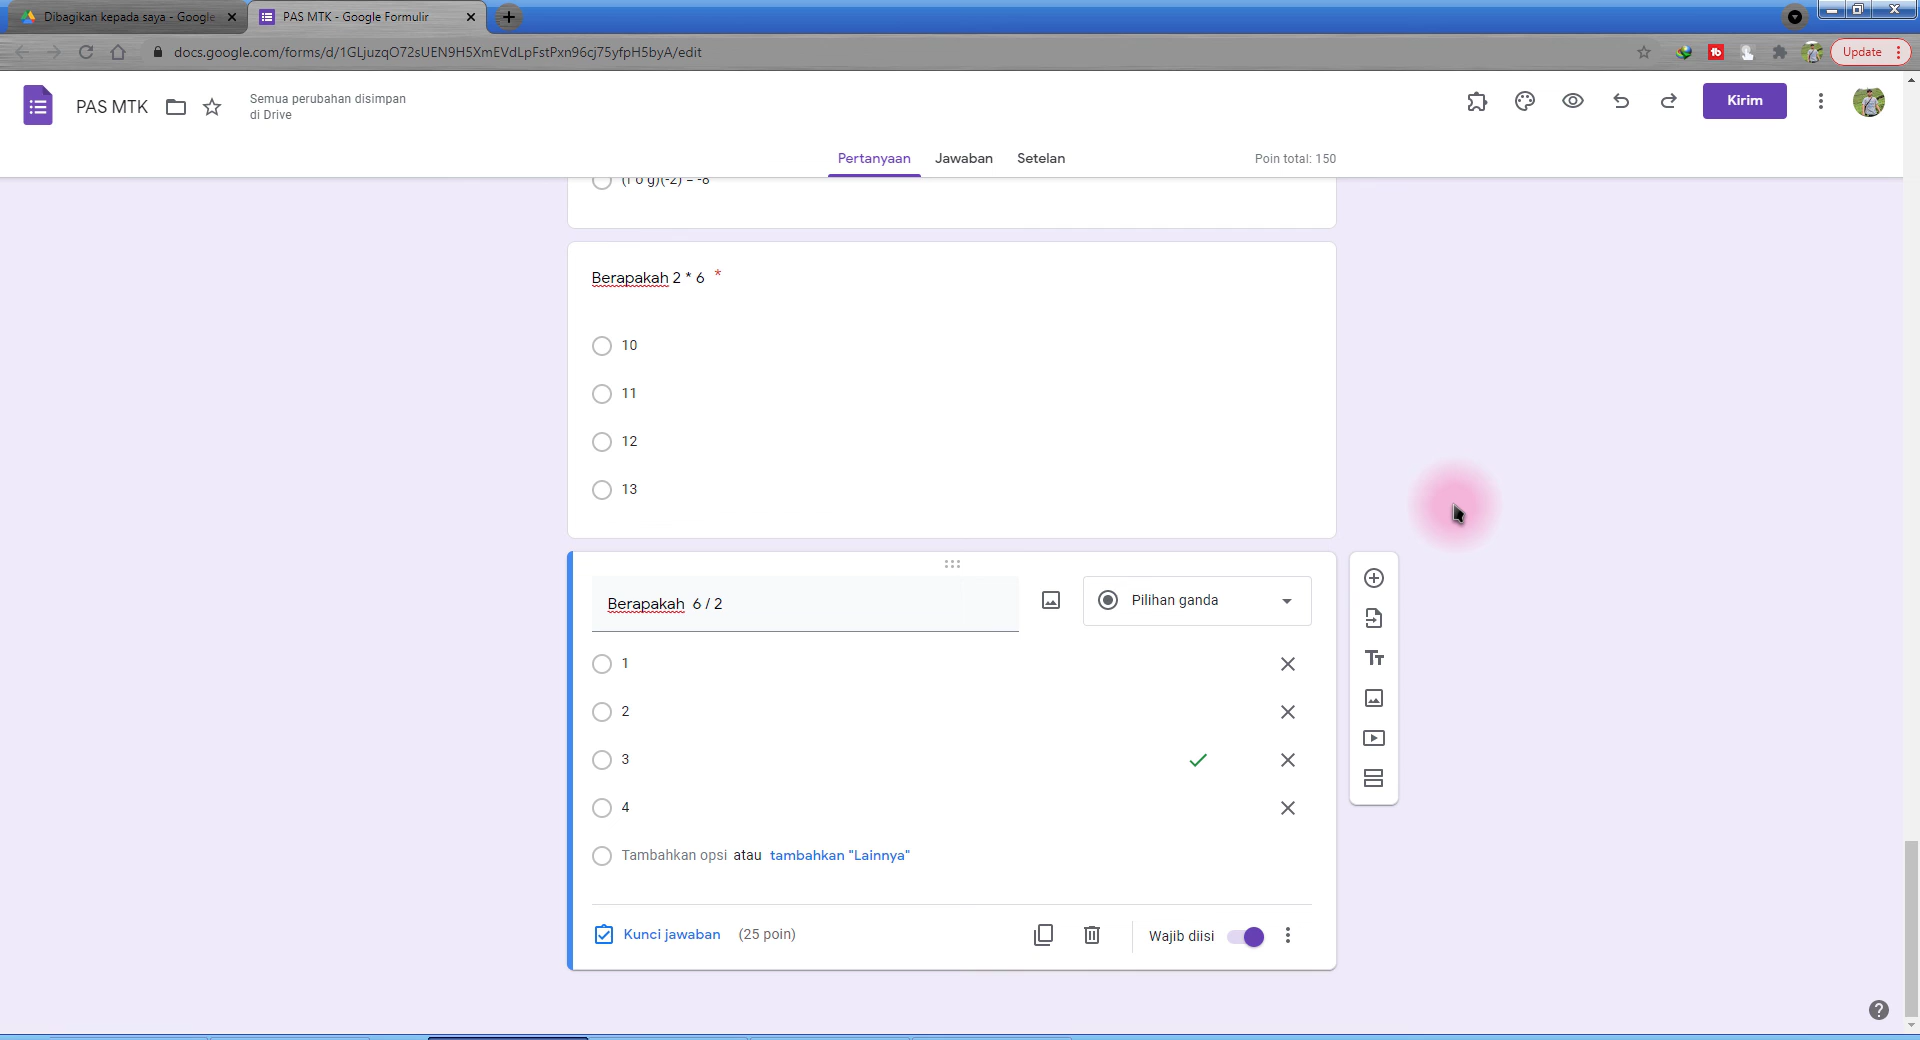 Dibagikan kepada saya - Google
PAS MTK - Google Formulir
docs.google.com/forms/d/1GLjuzqO72sUEN9H5XmEVdLpFstPxn96cj75yfpH5byA/edit
Update
PAS MTK
Semua perubahan disimpan
di Drive
Kirim
Pertanyaan
Jawaban
Setelan
Poin total: 150
(f o g)(-2) = -8
Berapakah 2 * 6 *
10
11
12
13
Berapakah 6 / 2
Pilihan ganda
1
2
3
4
Tambahkan opsi atau tambahkan "Lainnya"
Kunci jawaban (25 poin)
Wajib diisi